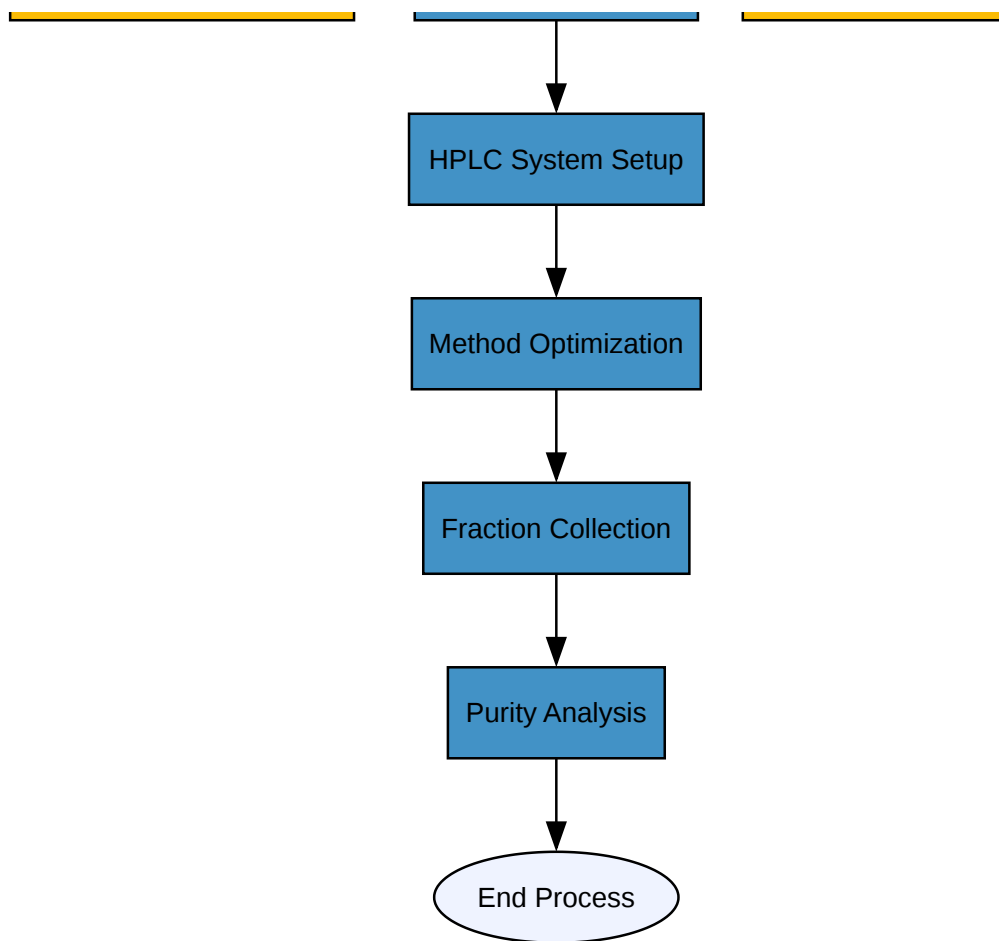 HPLC System Setup
Method Optimization
Fraction Collection
Purity Analysis
End Process